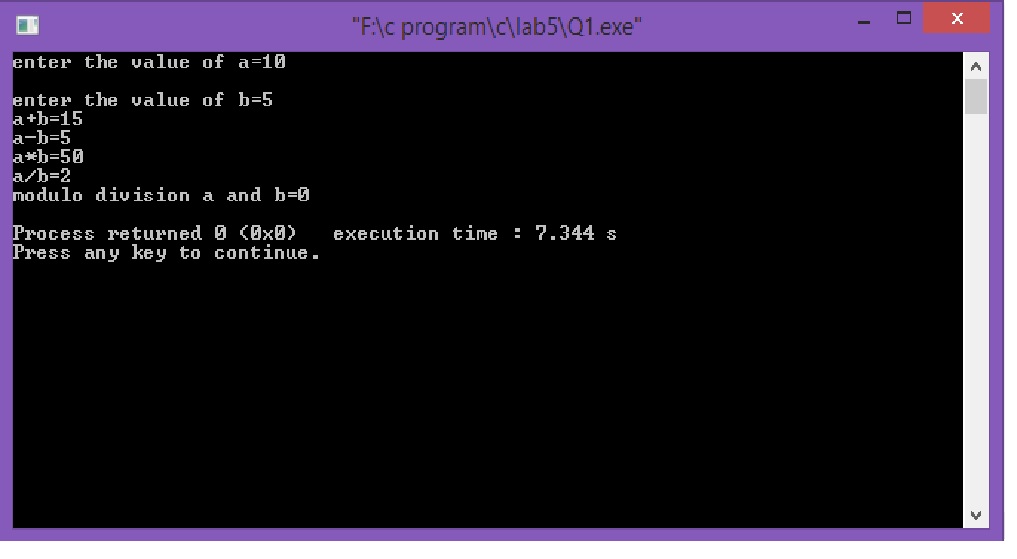 "F:\c program\c\lab5\Q1.exe"
enter the value of a=10
enter the value of b=5
a+b=15
a-b=5
a*b=50
a/b=2
modulo division a and b=0
Process returned 0 (0x0)   execution time : 7.344 s
Press any key to continue.